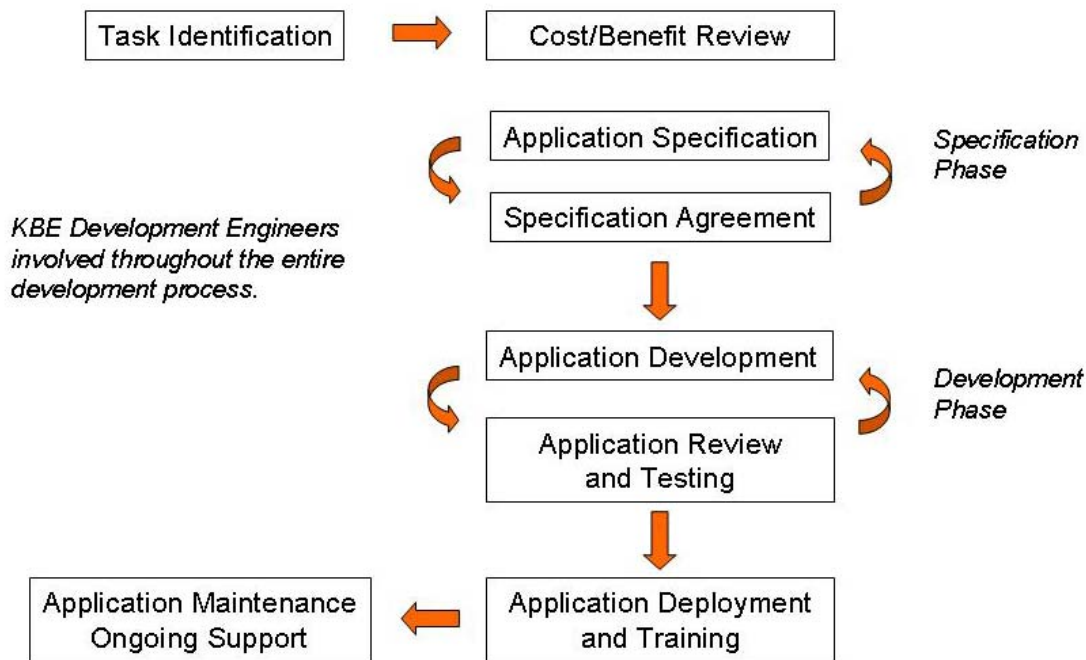 Task Identification
Cost/Benefit Review
Application Specification
Specification
Phase
Specification Agreement
KBE Development Engineers
involved throughout the entire
development process.
Application Development
Development
Phase
Application Review
and Testing
Application Deployment
and Training
Application Maintenance
Ongoing Support